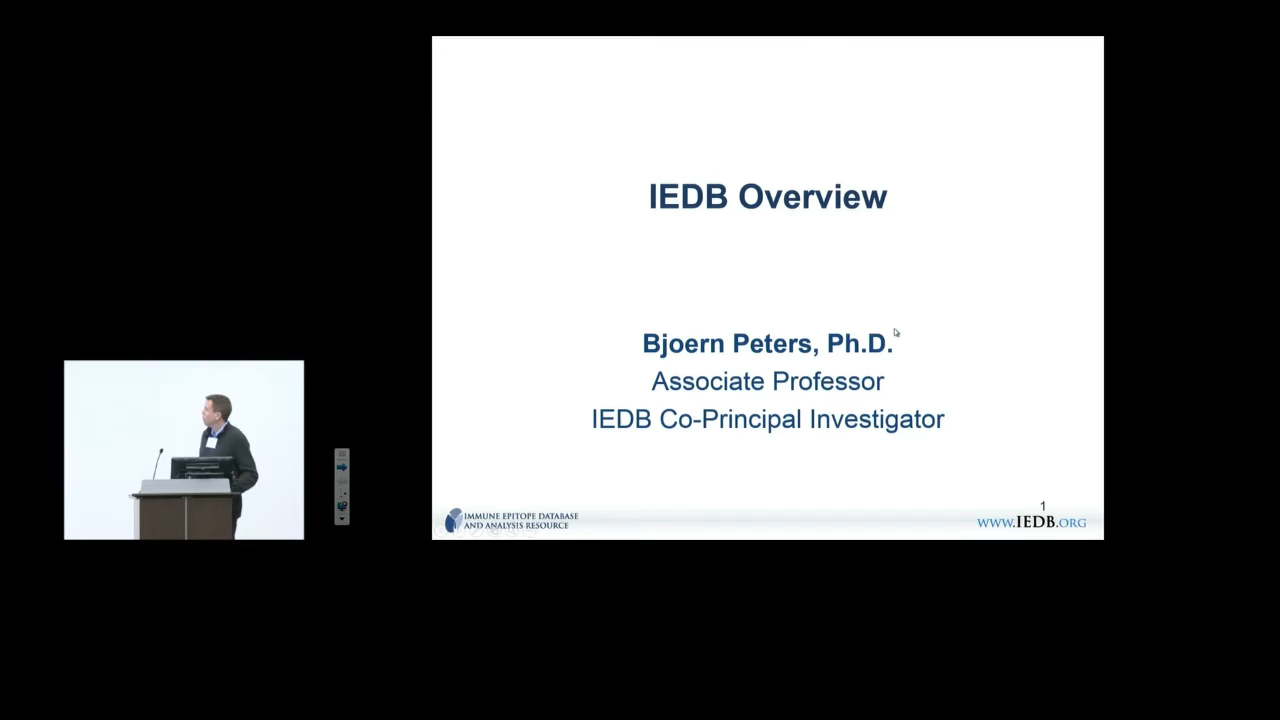 IEDB Overview
Bjoern Peters, Ph.D.
Associate Professor
IEDB Co-Principal Investigator
1
IMMUNE EPITOPE DATABASE
AND ANALYSIS RESOURCE
WWW.IEDB.ORG